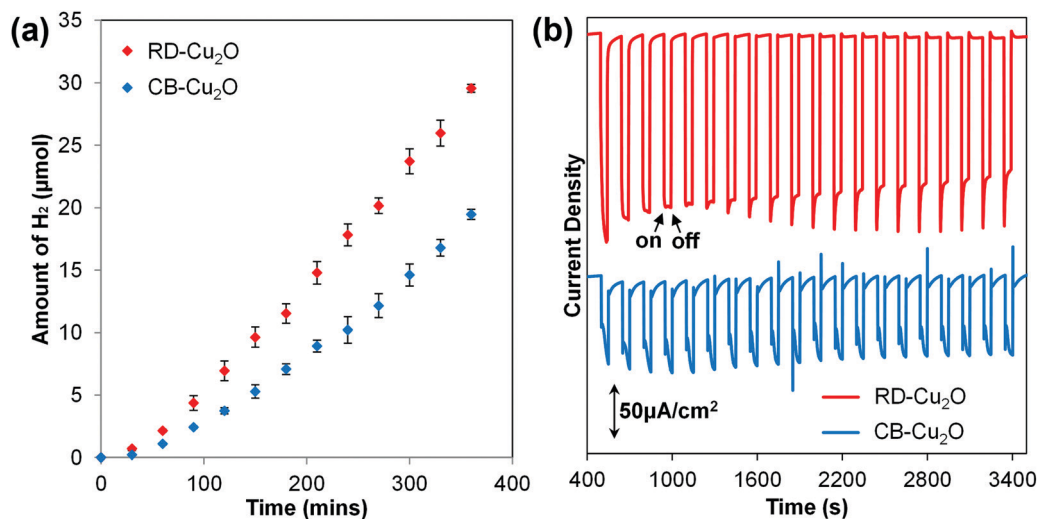 (a)
35
30
25
20
15
10
5
0
Amount of H₂ (μmol)
RD-Cu₂O
CB-Cu₂O
0 100 200 300 400
Time (mins)
(b)
Current Density
on off
50μA/cm²
RD-Cu₂O
CB-Cu₂O
400 1000 1600 2200 2800 3400
Time (s)